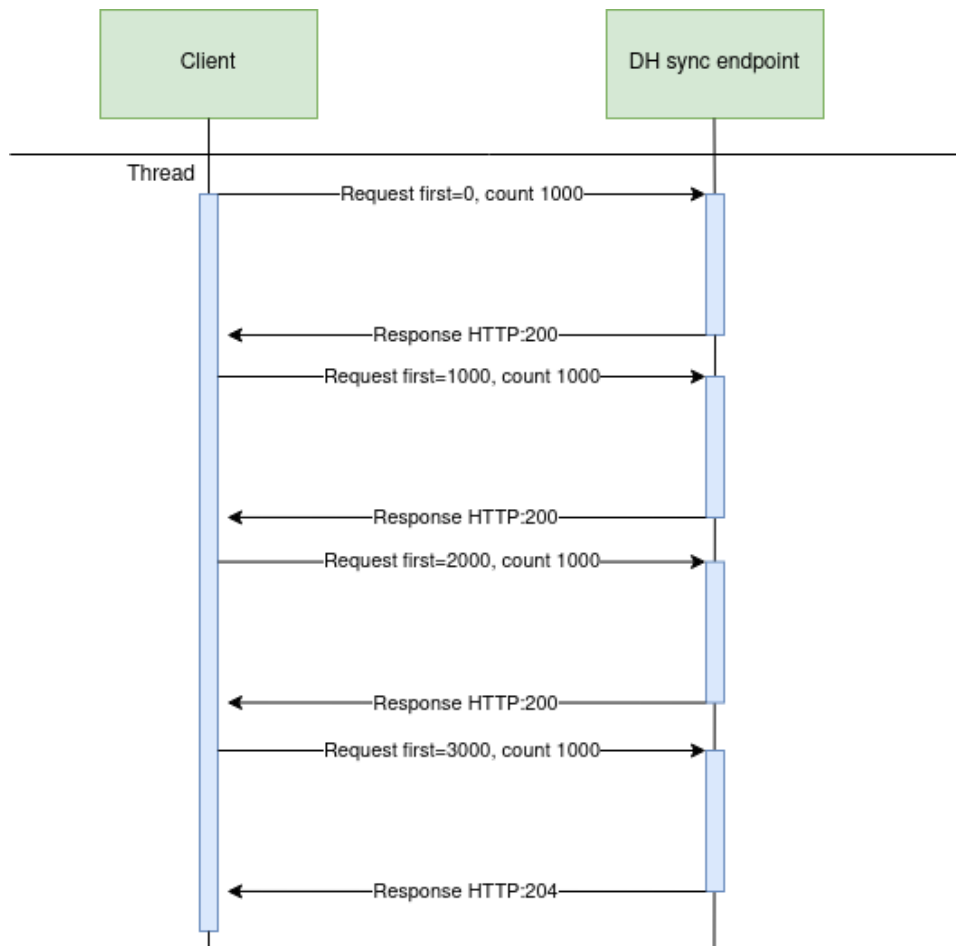 Client
DH sync endpoint
Thread
Request first=0, count 1000
Response HTTP:200
Request first=1000, count 1000
Response HTTP:200
Request first=2000, count 1000
Response HTTP:200
Request first=3000, count 1000
Response HTTP:204